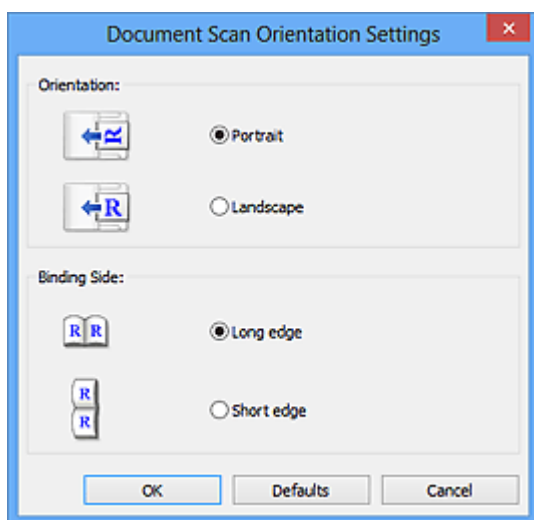 Document Scan Orientation Settings
Orientation:
R Portrait
R Landscape
Binding Side:
R R Long edge
R
R Short edge
OK Defaults Cancel